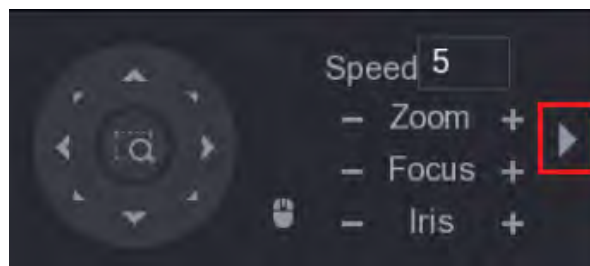 Speed 5
- Zoom +
- Focus +
- Iris +